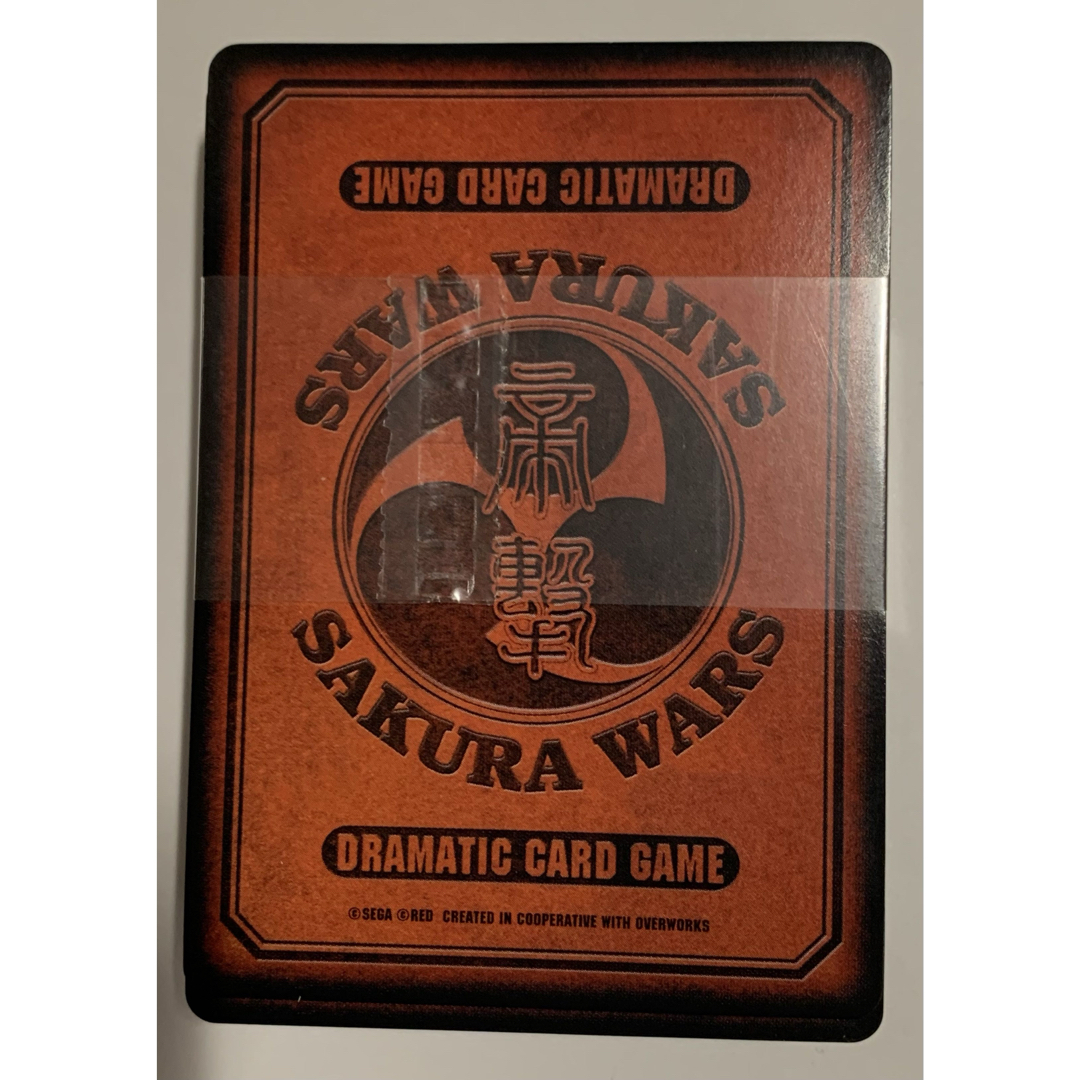 DRAMATIC CARD GAME
SAKURA WARS
帝
撃
SAKURA WARS
DRAMATIC CARD GAME
©SEGA ©RED CREATED IN COOPERATIVE WITH OVERWORKS